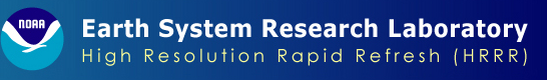 NOAA
Earth System Research Laboratory
High Resolution Rapid Refresh (HRRR)